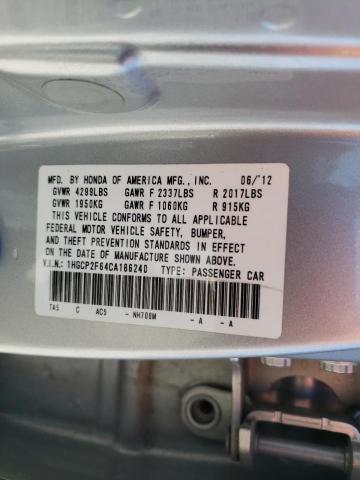 MFD. BY HONDA OF AMERICA MFG., INC. 06/12
GVWR 4299LBS GAWR F 2337LBS R 2017LBS
GVWR 1950KG GAWR F 1060KG R 915KG
THIS VEHICLE CONFORMS TO ALL APPLICABLE
FEDERAL MOTOR VEHICLE SAFETY, BUMPER,
AND THEFT PREVENTION STANDARDS IN EFFECT
ON THE DATE OF MANUFACTURE SHOWN ABOVE.
V.I.N.: 1HGCP2F64CA186240 TYPE: PASSENGER CAR
TA5 C AC5 - NH700M - A - A